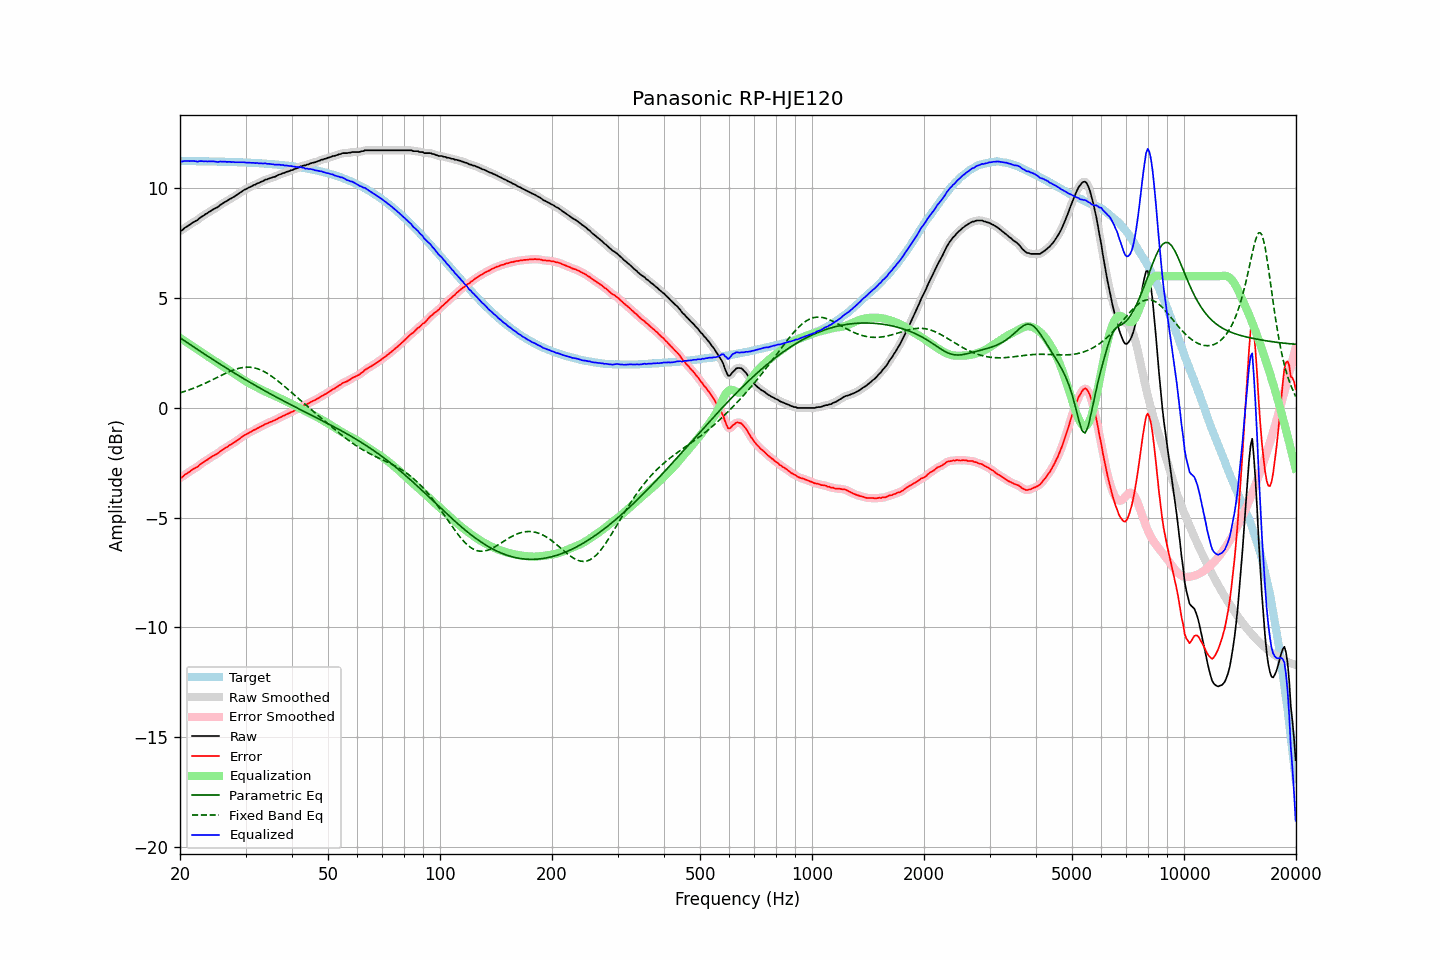 Panasonic RP-HJE120
Amplitude (dBr)
10
5
0
−5
−10
−15
−20
Target
Raw Smoothed
Error Smoothed
Raw
Error
Equalization
Parametric Eq
Fixed Band Eq
Equalized
20 50 100 200 500 1000 2000 5000 10000 20000
Frequency (Hz)